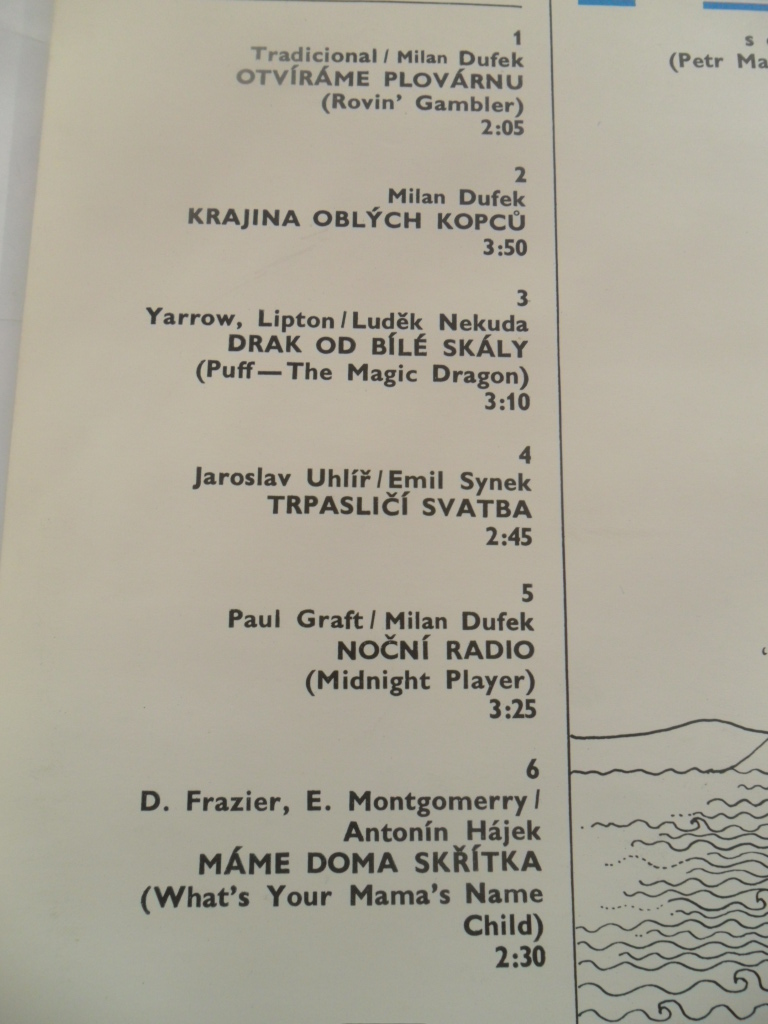 1
Tradicional / Milan Dufek
OTVÍRÁME PLOVÁRNU
(Rovin' Gambler)
2:05
2
Milan Dufek
KRAJINA OBLÝCH KOPCŮ
3:50
3
Yarrow, Lipton / Luděk Nekuda
DRAK OD BÍLÉ SKÁLY
(Puff — The Magic Dragon)
3:10
4
Jaroslav Uhlíř / Emil Synek
TRPASLIČÍ SVATBA
2:45
5
Paul Graft / Milan Dufek
NOČNÍ RADIO
(Midnight Player)
3:25
6
D. Frazier, E. Montgomerry /
Antonín Hájek
MÁME DOMA SKŘÍTKA
(What's Your Mama's Name
Child)
2:30
(Petr